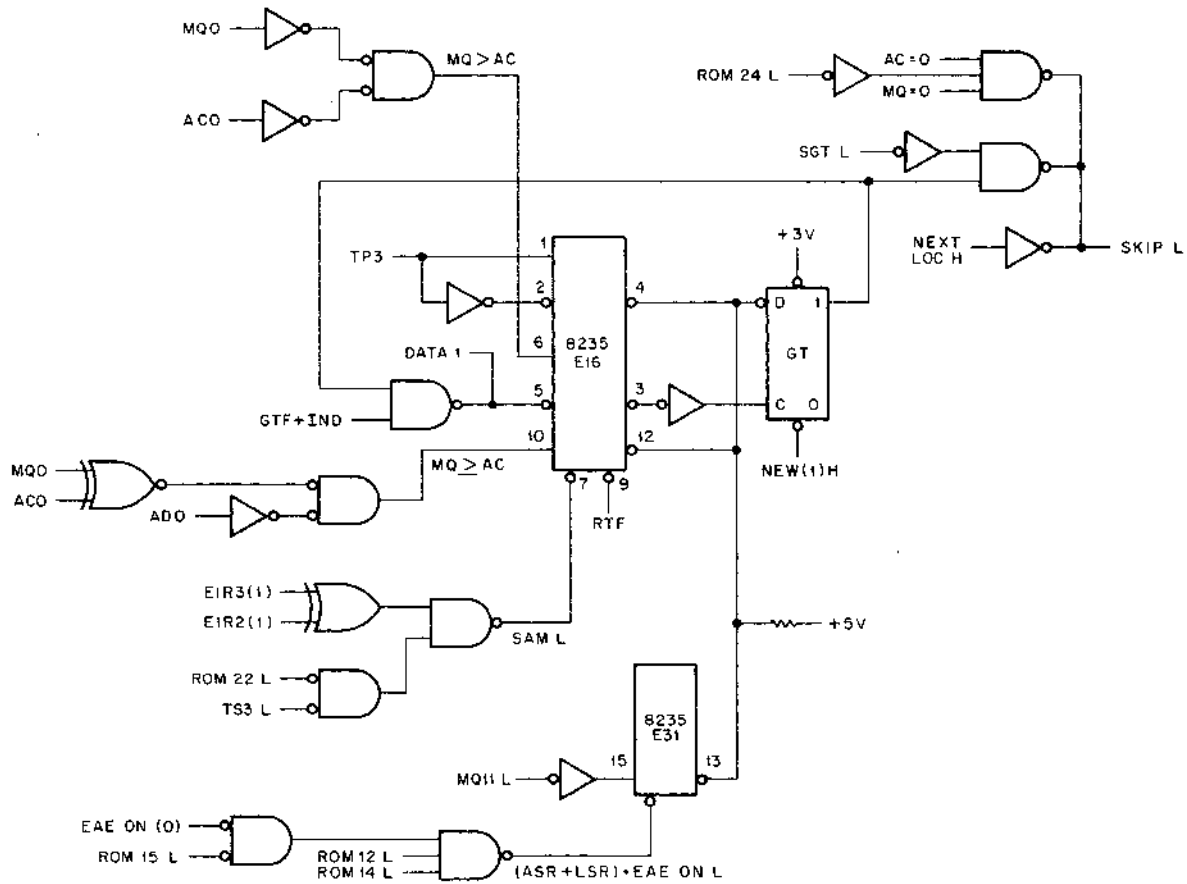 MQ0
AC0
MQ > AC
ROM 24 L
AC=0
MQ=0
SGT L
NEXT
LOC H
SKIP L
TP3
1
2
6
5
10
4
3
12
7
9
8235
E16
DATA 1
GTF+IND
+3V
D
1
GT
C
0
NEW(1)H
MQ0
AC0
AD0
MQ ≥ AC
RTF
EIR3(1)
EIR2(1)
SAM L
ROM 22 L
TS3 L
+5V
8235
E31
MQ11 L
15
13
EAE ON (0)
ROM 15 L
ROM 12 L
ROM 14 L
(ASR+LSR)•EAE ON L